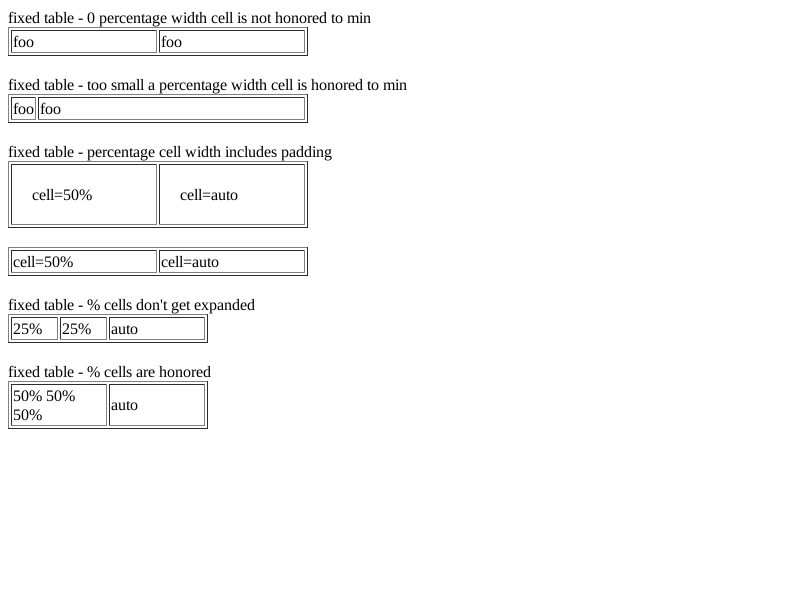 fixed table - 0 percentage width cell is not honored to min
foo foo
fixed table - too small a percentage width cell is honored to min
foo foo
fixed table - percentage cell width includes padding
cell=50% cell=auto
cell=50% cell=auto
fixed table - % cells don't get expanded
25% 25% auto
fixed table - % cells are honored
50% 50% auto
50%